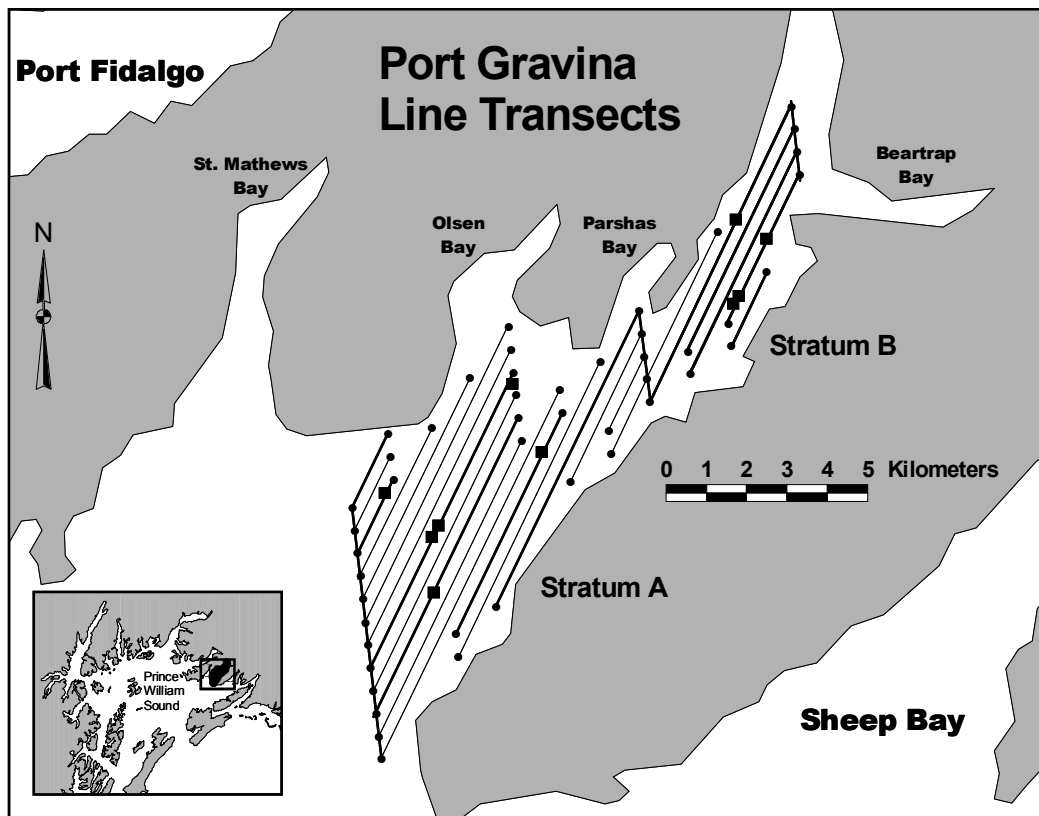 Port Fidalgo
Port Gravina
Line Transects
St. Mathews
Bay
Olsen
Bay
Parshas
Bay
Beartrap
Bay
N
Stratum B
0 1 2 3 4 5 Kilometers
Stratum A
Prince
William
Sound
Sheep Bay